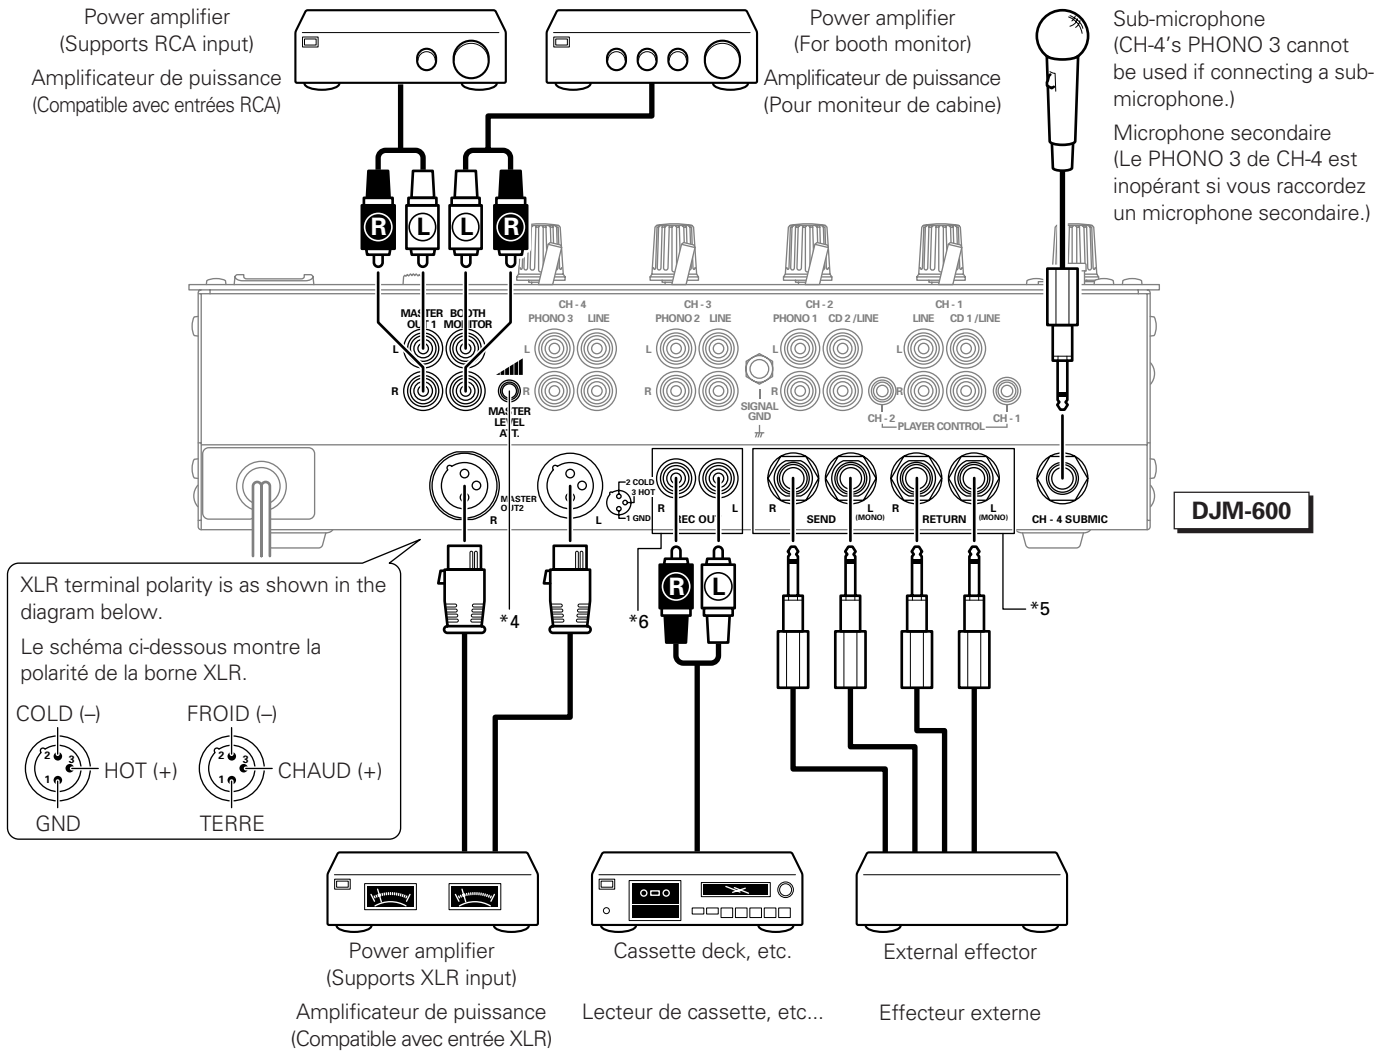 Power amplifier
(Supports RCA input)
Amplificateur de puissance
(Compatible avec entrées RCA)
Power amplifier
(For booth monitor)
Amplificateur de puissance
(Pour moniteur de cabine)
Sub-microphone
(CH-4's PHONO 3 cannot
be used if connecting a sub-
microphone.)
Microphone secondaire
(Le PHONO 3 de CH-4 est
inopérant si vous raccordez
un microphone secondaire.)
R L L R
MASTER OUT 1
BOOTH MONITOR
CH - 4
PHONO 3 LINE
CH - 3
PHONO 2 LINE
CH - 2
PHONO 1 CD 2 /LINE
CH - 1
LINE CD 1 /LINE
L L L L L
R R R R R
MASTER
LEVEL
ATT.
SIGNAL
GND
CH - 2 PLAYER CONTROL CH - 1
MASTER
OUT2
R L
2 COLD
3 HOT
1 GND
R REC OUT L
R SEND L (MONO)
R RETURN L (MONO)
CH - 4 SUBMIC
DJM-600
*4
*6
R L
*5
XLR terminal polarity is as shown in the
diagram below.
Le schéma ci-dessous montre la
polarité de la borne XLR.
COLD (–) FROID (–)
2 3 1 HOT (+) 2 3 1 CHAUD (+)
GND TERRE
Power amplifier
(Supports XLR input)
Amplificateur de puissance
(Compatible avec entrée XLR)
Cassette deck, etc.
Lecteur de cassette, etc...
External effector
Effecteur externe